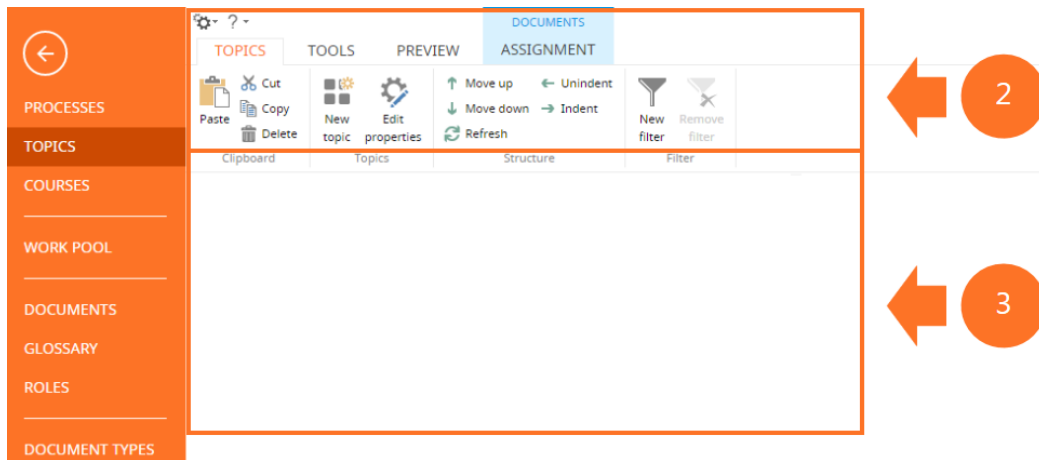 PROCESSES
TOPICS
COURSES
WORK POOL
DOCUMENTS
GLOSSARY
ROLES
DOCUMENT TYPES
?
DOCUMENTS
TOPICS TOOLS PREVIEW ASSIGNMENT
Paste
Cut
Copy
Delete
Clipboard
New
topic
Edit
properties
Topics
Move up
Unindent
Move down
Indent
Refresh
Structure
New
filter
Remove
filter
Filter
2
3